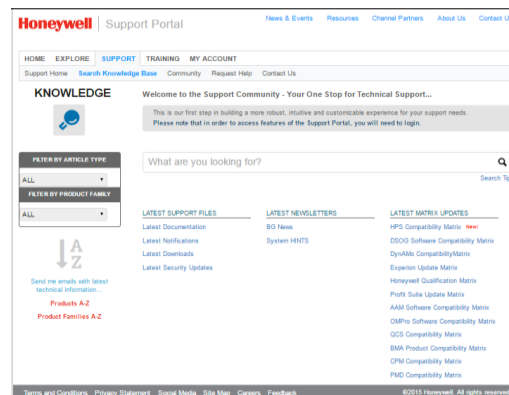 Honeywell | Support Portal
News & Events Resources Channel Partners About Us Contact U
HOME EXPLORE SUPPORT TRAINING MY ACCOUNT
Support Home Search Knowledge Base Community Request Help Contact Us
KNOWLEDGE
Welcome to the Support Community - Your One Stop for Technical Support...
This is our first step in building a more robust, intuitive and customizable experience for your support needs.
Please note that in order to access features of the Support Portal, you will need to login.
FILTER BY ARTICLE TYPE
ALL
FILTER BY PRODUCT FAMILY
ALL
A
Z
Send me emails with latest
technical information...
Products A-Z
Product Families A-Z
What are you looking for?
Search Tip
LATEST SUPPORT FILES
Latest Documentation
Latest Notifications
Latest Downloads
Latest Security Updates
LATEST NEWSLETTERS
BG News
System HINTS
LATEST MATRIX UPDATES
HPS Compatibility Matrix New!
DSOG Software Compatibility Matrix
DynAMo CompatibilityMatrix
Experion Update Matrix
Honeywell Qualification Matrix
Profit Suite Update Matrix
AAM Software Compatibility Matrix
OMPro Software Compatibility Matrix
QCS Compatibility Matrix
BMA Product Compatibility Matrix
CPM Compatibility Matrix
PMD Compatibility Matrix
Terms and Conditions Privacy Statement Social Media Site Map Careers Feedback ©2015 Honeywell. All rights reserved